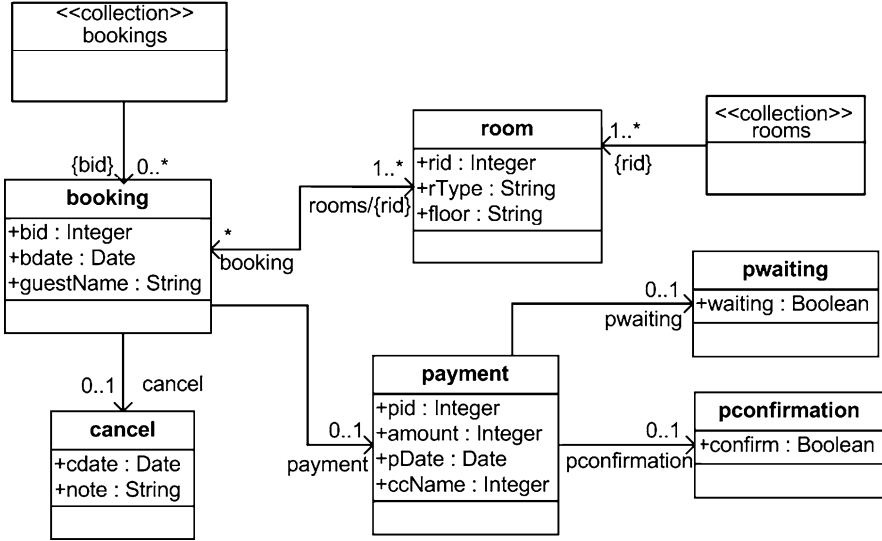 <<collection>>
bookings
{bid} 0..*
booking
+bid : Integer
+bdate : Date
+guestName : String
room
+rid : Integer
+rType : String
+floor : String
<<collection>>
rooms
1..*
{rid}
1..*
rooms/{rid}
*
booking
0..1 cancel
cancel
+cdate : Date
+note : String
0..1
payment
payment
+pid : Integer
+amount : Integer
+pDate : Date
+ccName : Integer
0..1
pwaiting
pwaiting
+waiting : Boolean
0..1
pconfirmation
pconfirmation
+confirm : Boolean